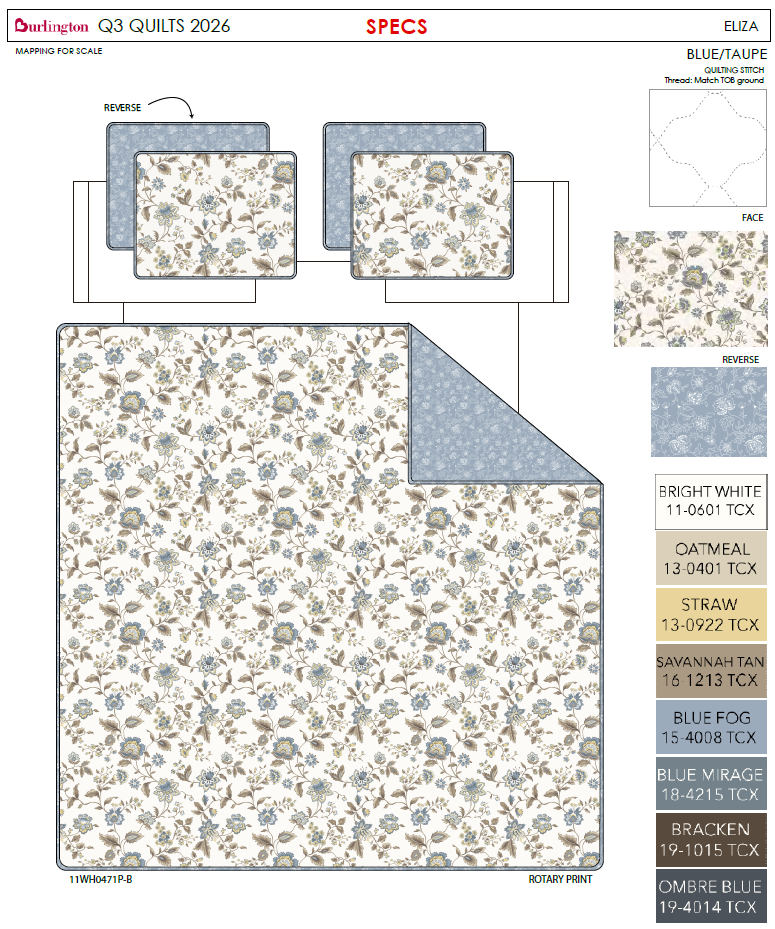 Burlington Q3 QUILTS 2026
SPECS
ELIZA
MAPPING FOR SCALE
BLUE/TAUPE
QUILTING STITCH
Thread: Match TOB ground
REVERSE
FACE
REVERSE
BRIGHT WHITE
11-0601 TCX
OATMEAL
13-0401 TCX
STRAW
13-0922 TCX
SAVANNAH TAN
16-1213 TCX
BLUE FOG
15-4008 TCX
BLUE MIRAGE
18-4215 TCX
BRACKEN
19-1015 TCX
OMBRE BLUE
19-4014 TCX
11WH0471P-B
ROTARY PRINT